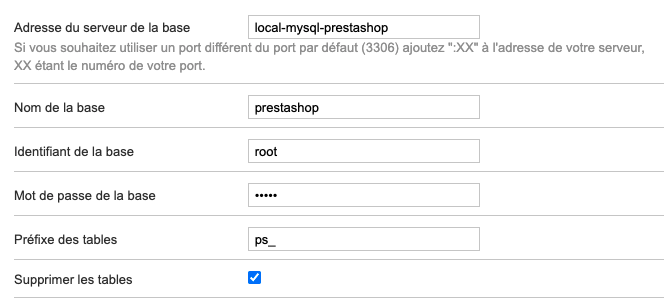 Adresse du serveur de la base local-mysql-prestashop
Si vous souhaitez utiliser un port différent du port par défaut (3306) ajoutez ":XX" à l'adresse de votre serveur,
XX étant le numéro de votre port.
Nom de la base prestashop
Identifiant de la base root
Mot de passe de la base •••••
Préfixe des tables ps_
Supprimer les tables